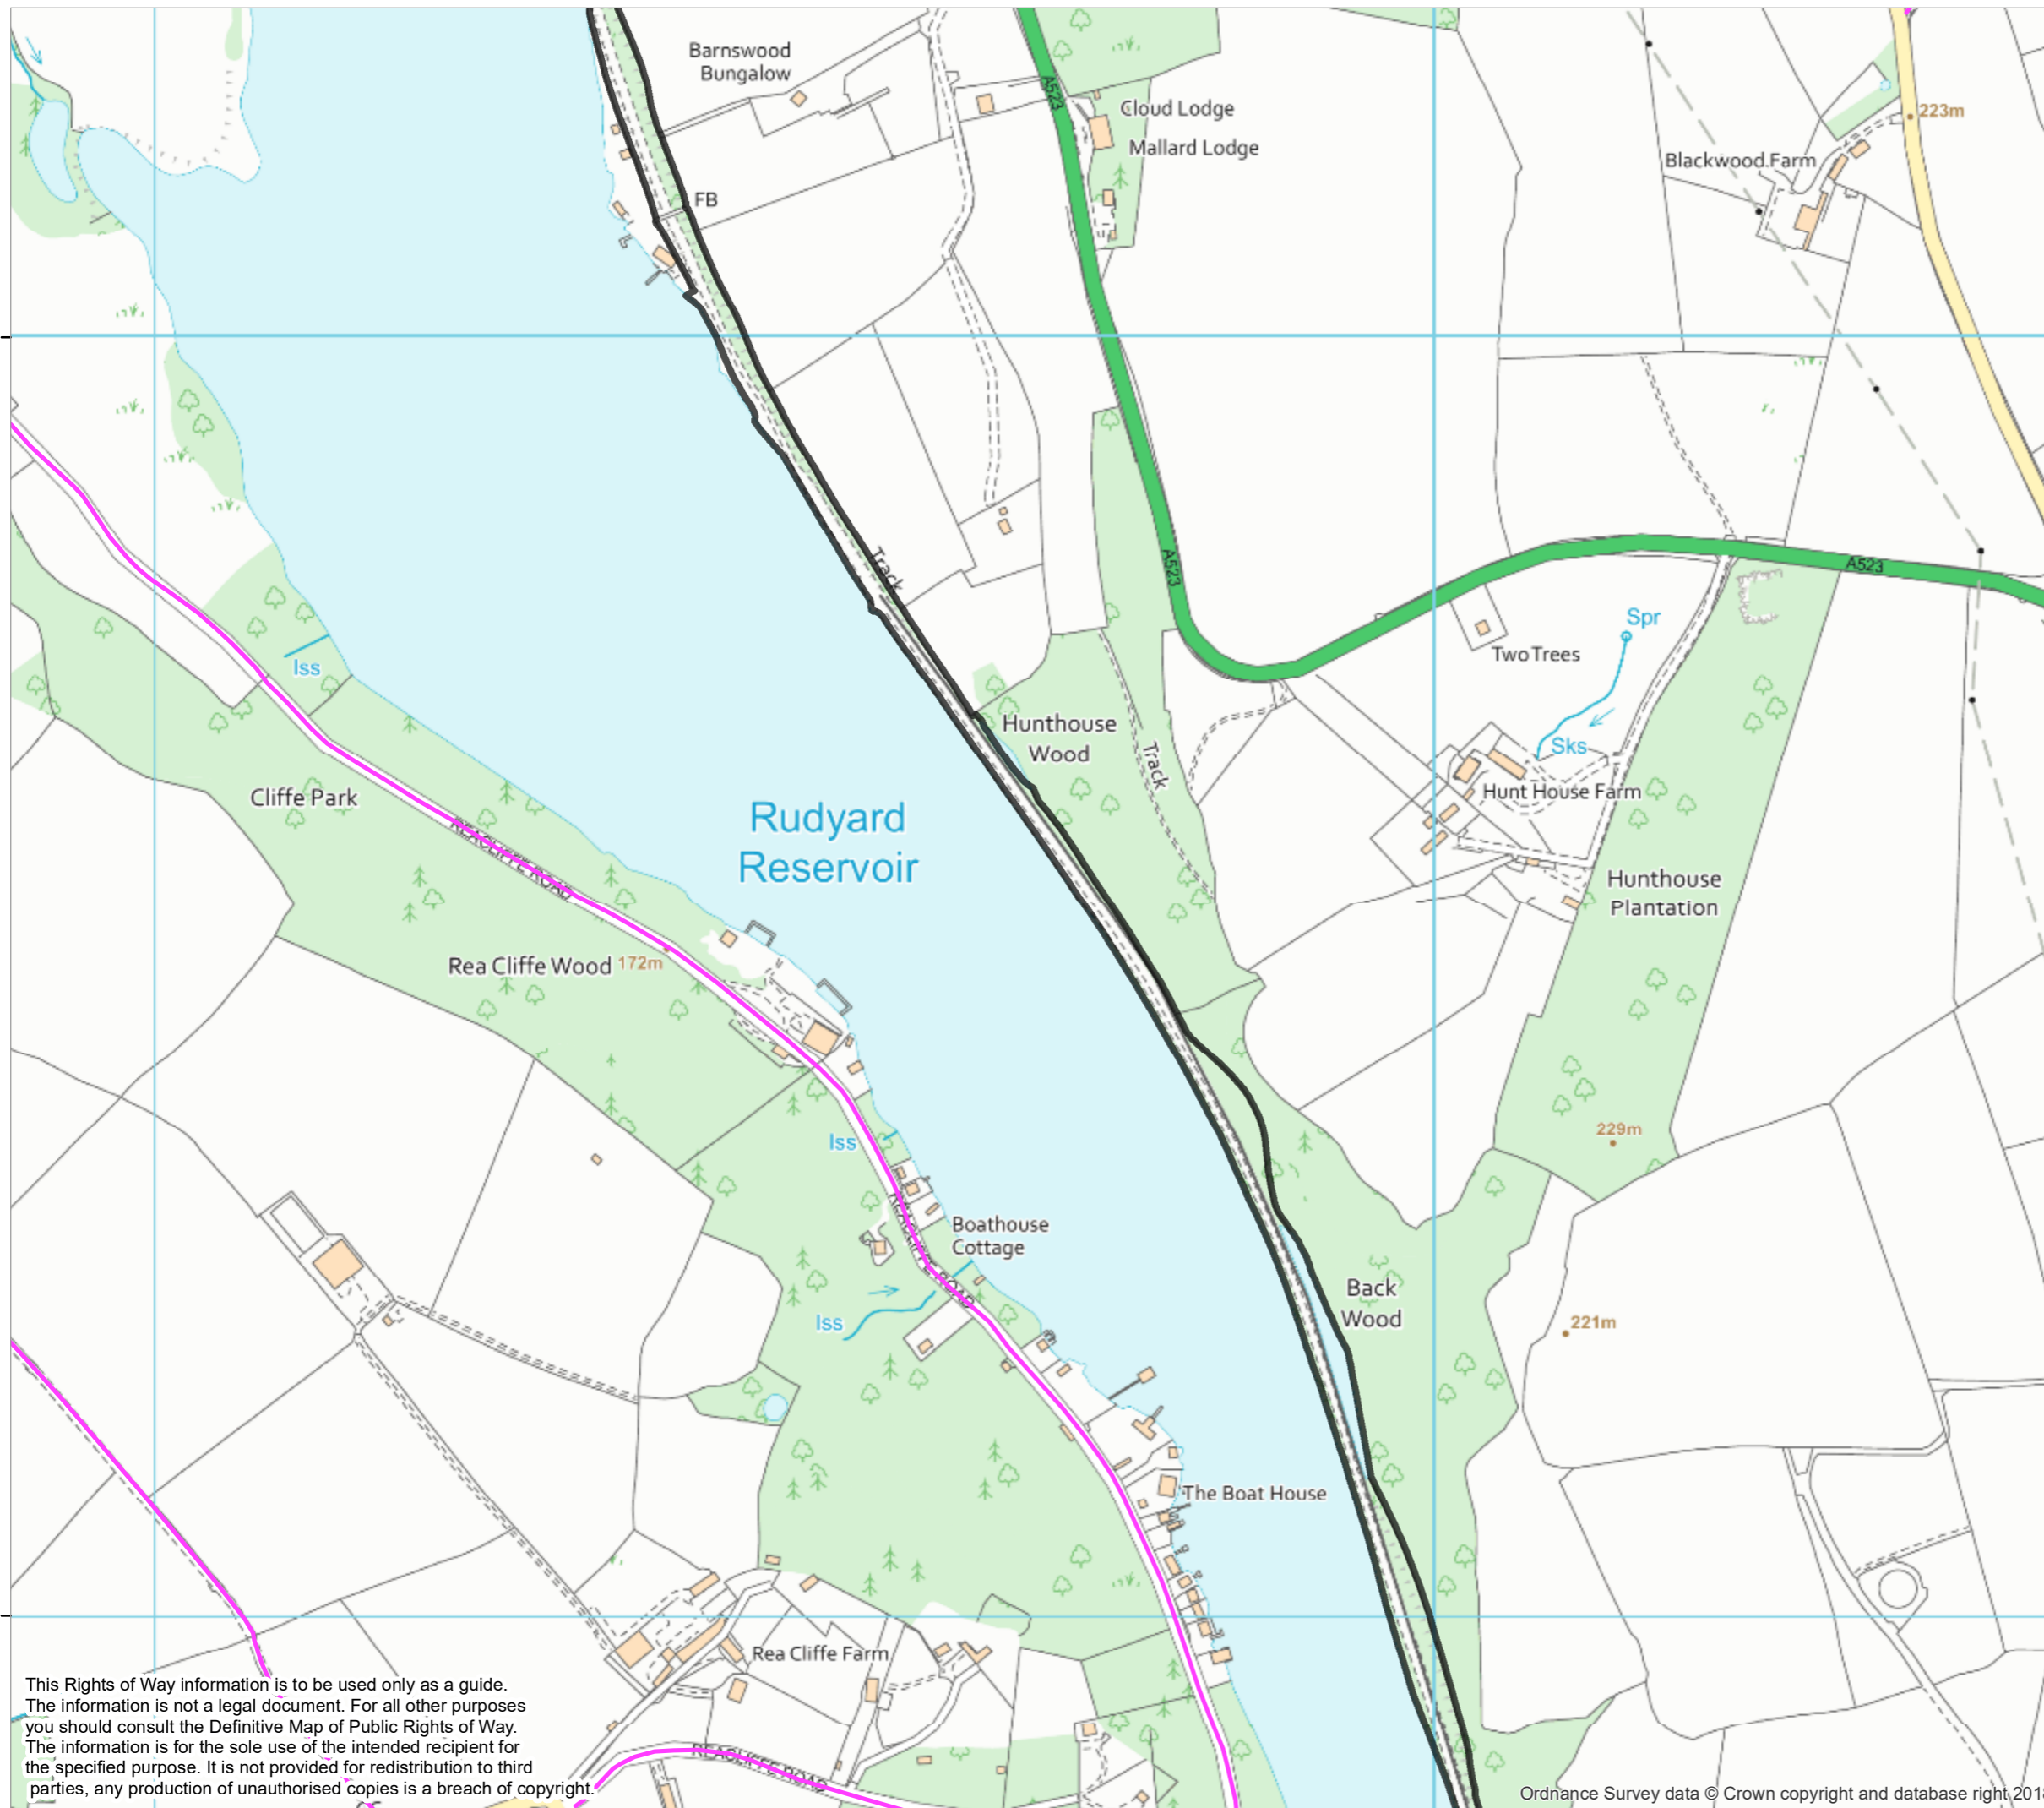 Barnswood
Bungalow
A523
Cloud Lodge
Mallard Lodge
223m
Blackwood Farm
FB
Track
A523
A523
Spr
Two Trees
Iss
Hunthouse
Wood
Track
Sks
Hunt House Farm
Cliffe Park
Rudyard
Reservoir
REACLIFFE ROAD
Hunthouse
Plantation
Rea Cliffe Wood
172m
229m
Iss
REACLIFFE ROAD
Boathouse
Cottage
Back
Wood
Iss
221m
The Boat House
Rea Cliffe Farm
REACLIFFE ROAD
This Rights of Way information is to be used only as a guide.
The information is not a legal document. For all other purposes
you should consult the Definitive Map of Public Rights of Way.
The information is for the sole use of the intended recipient for
the specified purpose. It is not provided for redistribution to third
parties, any production of unauthorised copies is a breach of copyright.
Ordnance Survey data © Crown copyright and database right